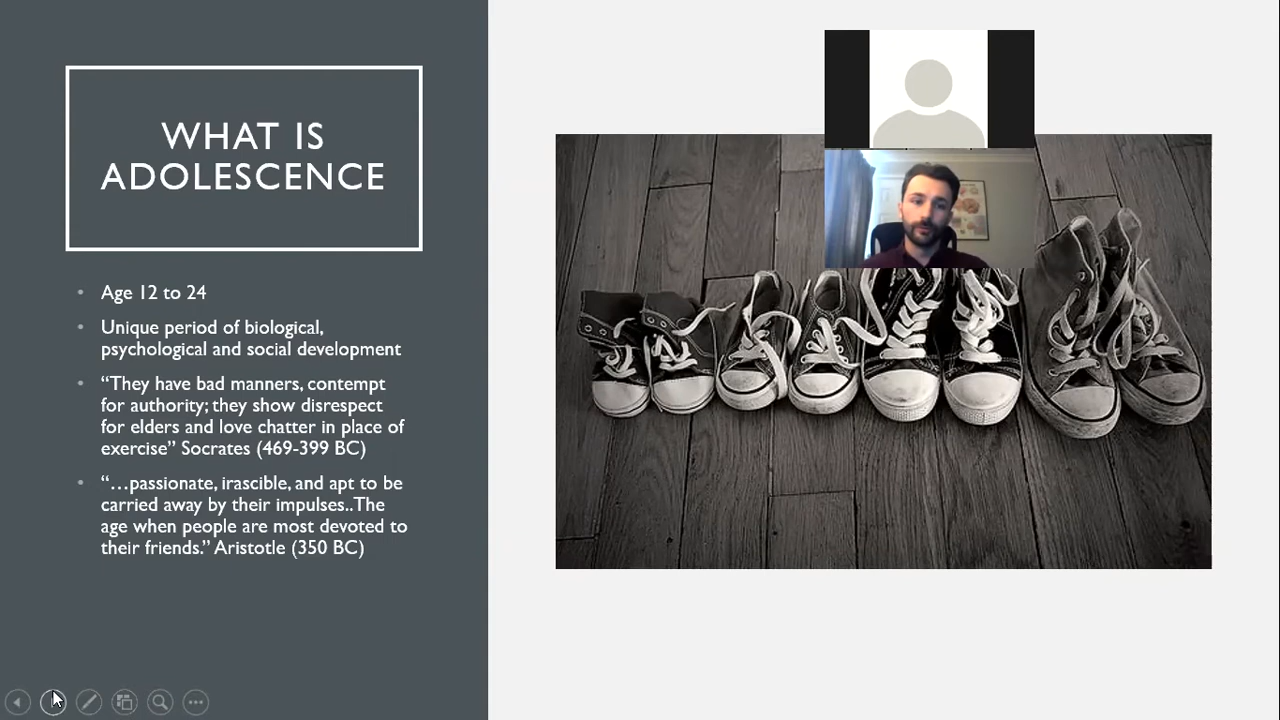 WHAT IS
ADOLESCENCE
• Age 12 to 24
• Unique period of biological,
psychological and social development
• “They have bad manners, contempt
for authority; they show disrespect
for elders and love chatter in place of
exercise” Socrates (469-399 BC)
• “…passionate, irascible, and apt to be
carried away by their impulses..The
age when people are most devoted to
their friends.” Aristotle (350 BC)